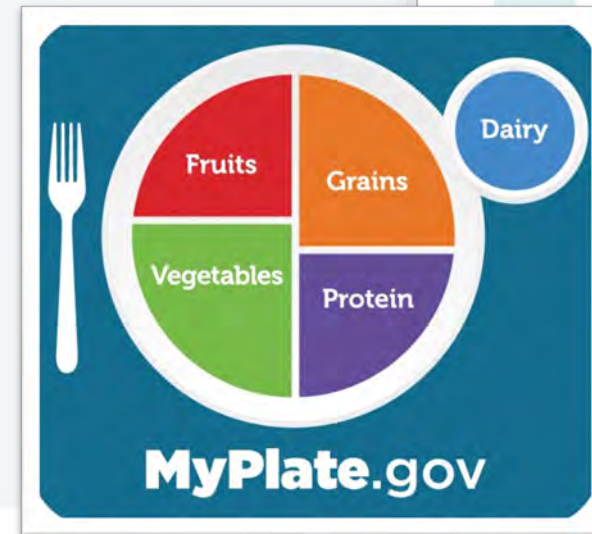 Fruits
Grains
Dairy
Vegetables
Protein
MyPlate.gov